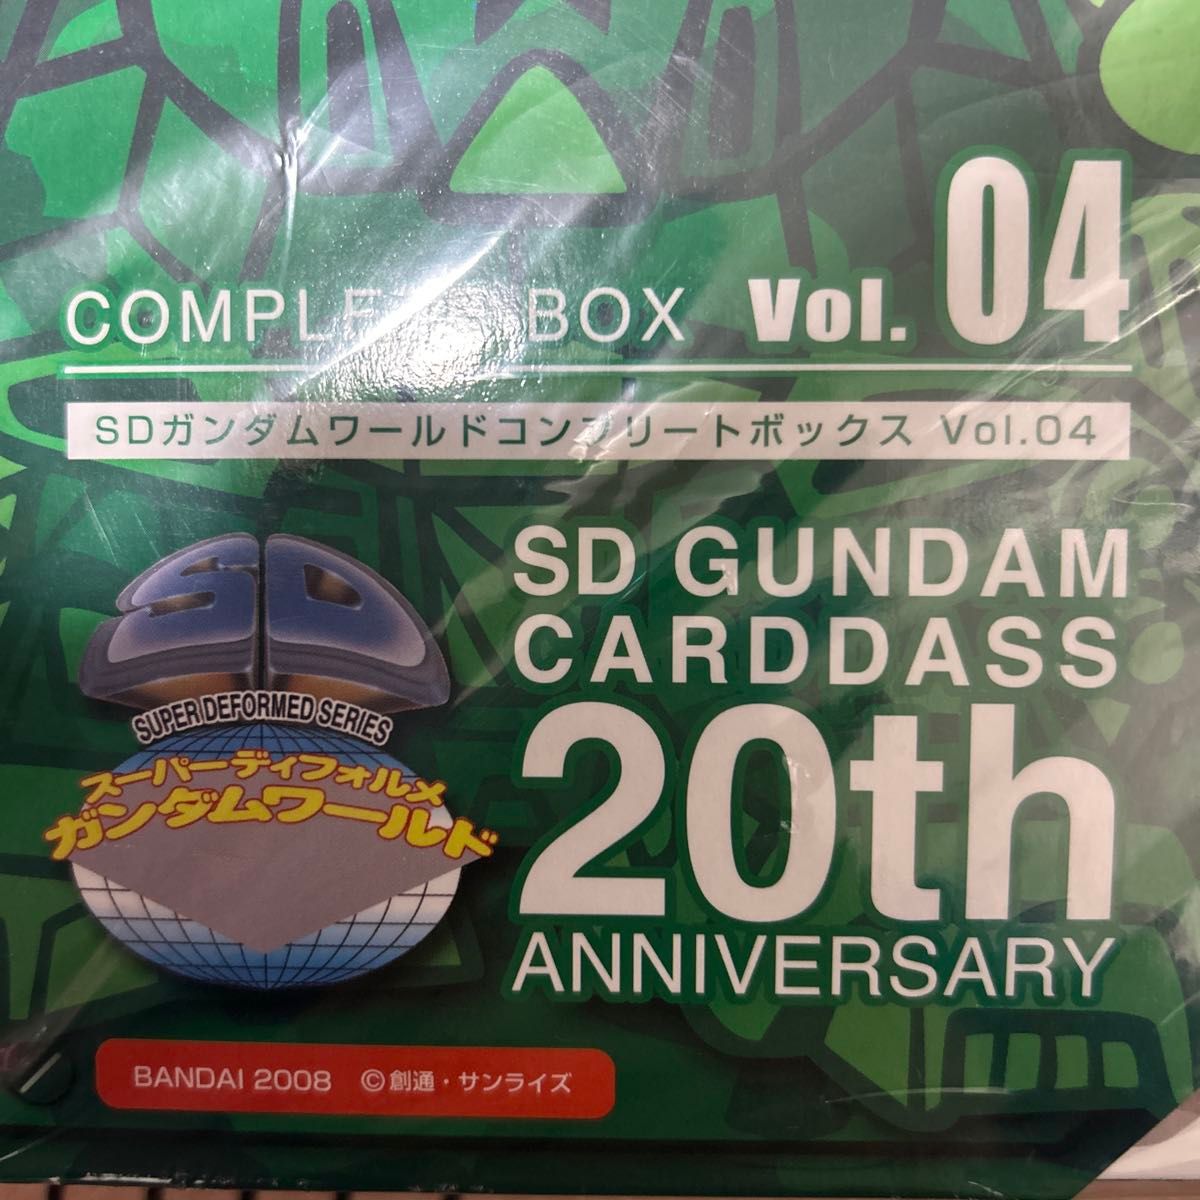 COMPLETE BOX Vol. 04
SDガンダムワールドコンプリートボックス Vol.04
SD GUNDAM
CARDDASS
20th
ANNIVERSARY
SD
SUPER DEFORMED SERIES
スーパーディフォルメ
ガンダムワールド
BANDAI 2008 ©創通・サンライズ